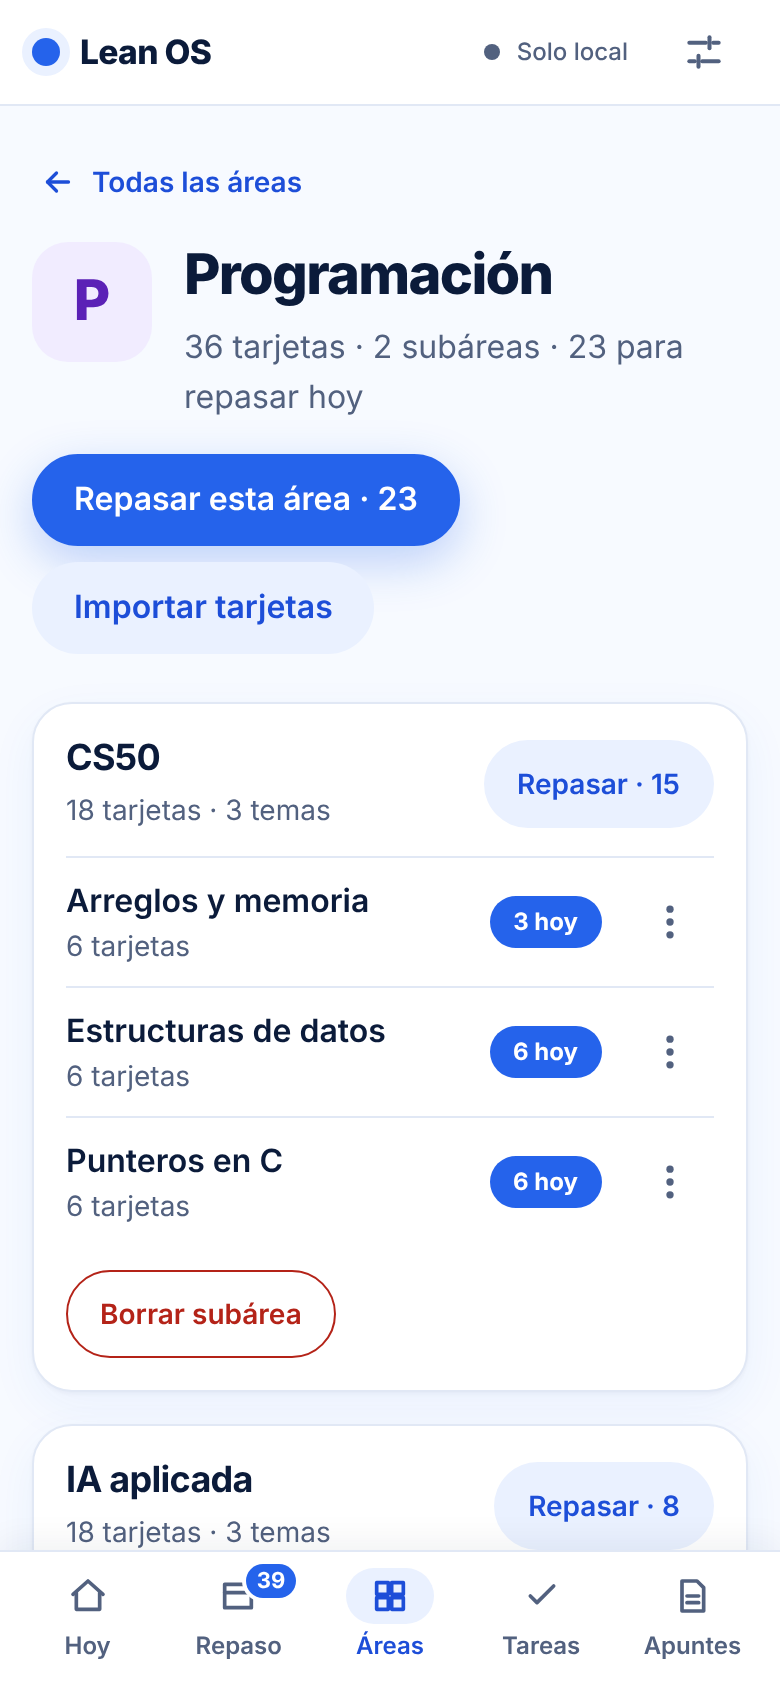 Lean OS
Solo local
Todas las áreas
P
Programación
36 tarjetas · 2 subáreas · 23 para
repasar hoy
Repasar esta área · 23
Importar tarjetas
CS50
18 tarjetas · 3 temas
Repasar · 15
Arreglos y memoria
6 tarjetas
3 hoy
Estructuras de datos
6 tarjetas
6 hoy
Punteros en C
6 tarjetas
6 hoy
Borrar subárea
IA aplicada
18 tarjetas · 3 temas
Repasar · 8
39
Hoy
Repaso
Áreas
Tareas
Apuntes